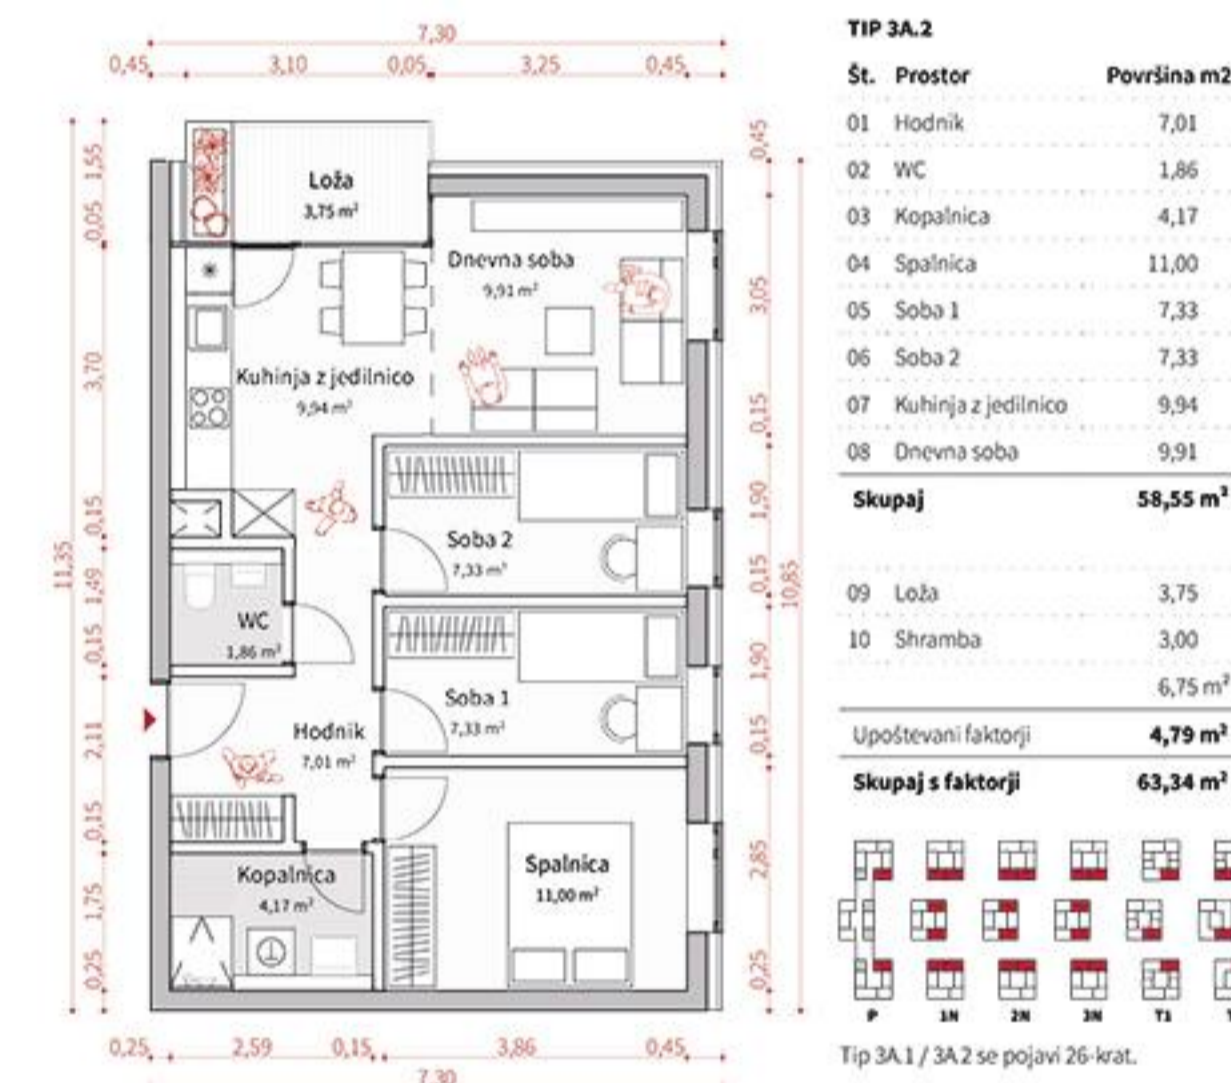 7,30
0,45 3,10 0,05 3,25 0,45
TIP 3A.2
Št. Prostor Površina m2
01 Hodnik 7,01
02 WC 1,86
03 Kopalnica 4,17
04 Spalnica 11,00
05 Soba 1 7,33
06 Soba 2 7,33
07 Kuhinja z jedilnico 9,94
08 Dnevna soba 9,91
Skupaj 58,55 m²
09 Loža 3,75
10 Shramba 3,00
6,75 m²
Upoštevani faktorji 4,79 m²
Skupaj s faktorji 63,34 m²
P 1N 2N 3N T1
Tip 3A.1 / 3A.2 se pojavi 26-krat.
Loža
3,75 m²
Dnevna soba
9,91 m²
Kuhinja z jedilnico
9,94 m²
Soba 2
7,33 m²
WC
1,86 m²
Soba 1
7,33 m²
Hodnik
7,01 m²
Kopalnica
4,17 m²
Spalnica
11,00 m²
11,35
1,55
0,05
3,70
0,15
1,49
0,15
2,11
0,15
1,75
0,25
0,45
3,05
0,15
1,90
0,15
1,90
0,15
2,85
0,25
10,85
0,25 2,59 0,15 3,86 0,45
7,30